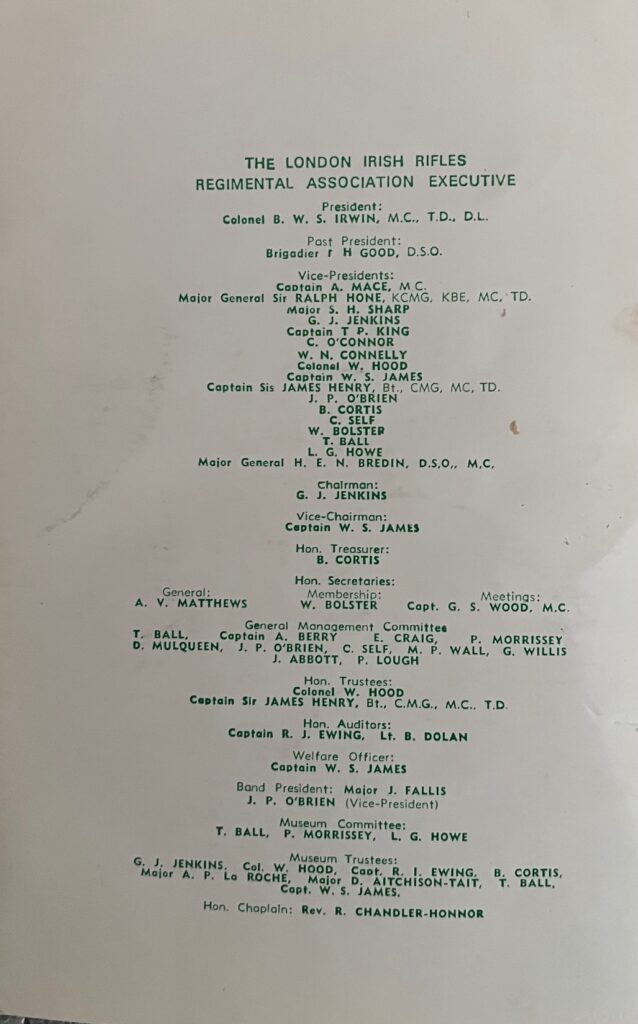 THE LONDON IRISH RIFLES
REGIMENTAL ASSOCIATION EXECUTIVE
President:
Colonel B. W. S. IRWIN, M.C., T.D., D.L.
Past President:
Brigadier I H GOOD, D.S.O.
Vice-Presidents:
Captain A. MACE, M.C.
Major General Sir RALPH HONE, KCMG, KBE, MC, TD.
Major S. H. SHARP
G. J. JENKINS
Captain T P. KING
C. O'CONNOR
W. N. CONNELLY
Colonel W. HOOD
Captain W. S. JAMES
Captain Sis JAMES HENRY, Bt., CMG, MC, TD.
J. P. O'BRIEN
B. CORTIS
C. SELF
W. BOLSTER
T. BALL
L. G. HOWE
Major General H. E. N. BREDIN, D.S,O,, M,C,
Chairman:
G. J. JENKINS
Vice-Chairman:
Captain W. S. JAMES
Hon. Treasurer:
B. CORTIS
Hon. Secretaries:
General: Membership: Meetings:
A. V. MATTHEWS W. BOLSTER Capt. G. S. WOOD, M.C.
General Management Committee
T. BALL, Captain A. BERRY E. CRAIG, P. MORRISSEY
D. MULQUEEN, J. P. O'BRIEN, C. SELF, M. P. WALL, G. WILLIS
J. ABBOTT, P. LOUGH
Hon. Trustees:
Colonel W. HOOD
Captain Sir JAMES HENRY, Bt., C.M.G., M.C., T.D.
Hon. Auditors:
Captain R. J. EWING, Lt. B. DOLAN
Welfare Officer:
Captain W. S. JAMES
Band President: Major J. FALLIS
J. P. O'BRIEN (Vice-President)
Museum Committee:
T. BALL, P. MORRISSEY, L. G. HOWE
Museum Trustees:
G. J. JENKINS, Col. W. HOOD, Capt. R. I. EWING, B. CORTIS,
Major A. P. La ROCHE, Major D. AITCHISON-TAIT, T. BALL,
Capt. W. S. JAMES.
Hon. Chaplain: Rev. R. CHANDLER-HONNOR